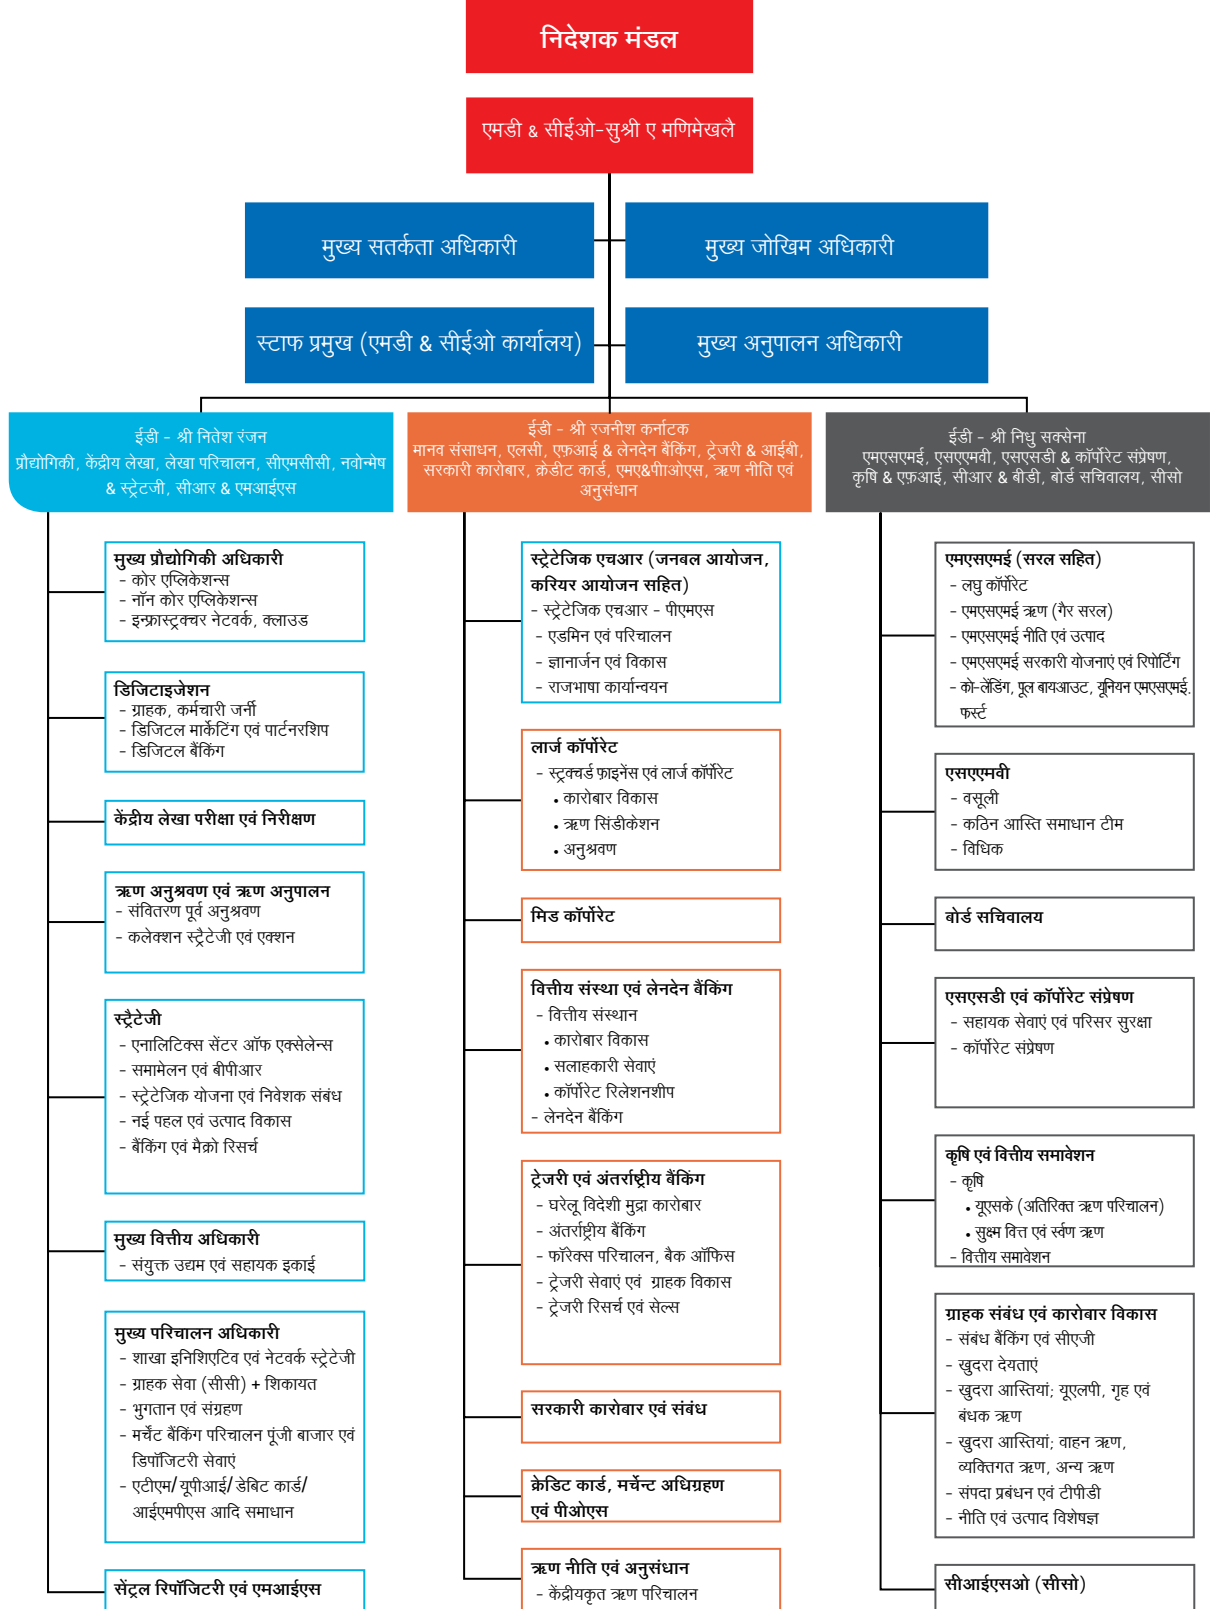 निदेशक मंडल
एमडी & सीईओ-सुश्री ए मणिमेखलै
मुख्य सतर्कता अधिकारी
मुख्य जोखिम अधिकारी
स्टाफ प्रमुख (एमडी & सीईओ कार्यालय)
मुख्य अनुपालन अधिकारी
ईडी - श्री नितेश रंजन
प्रौद्योगिकी, केंद्रीय लेखा, लेखा परिचालन, सीएमसीसी, नवोन्मेष
& स्ट्रेटजी, सीआर & एमआईएस
मुख्य प्रौद्योगिकी अधिकारी
- कोर एप्लिकेशन्स
- नॉन कोर एप्लिकेशन्स
- इन्फ्रास्ट्रक्चर नेटवर्क, क्लाउड
डिजिटाइजेशन
- ग्राहक, कर्मचारी जर्नी
- डिजिटल मार्केटिंग एवं पार्टनरशिप
- डिजिटल बैंकिंग
केंद्रीय लेखा परीक्षा एवं निरीक्षण
ऋण अनुश्रवण एवं ऋण अनुपालन
- संवितरण पूर्व अनुश्रवण
- कलेक्शन स्ट्रैटेजी एवं एक्शन
स्ट्रैटेजी
- एनालिटिक्स सेंटर ऑफ एक्सेलेन्स
- समामेलन एवं बीपीआर
- स्ट्रेटेजिक योजना एवं निवेशक संबंध
- नई पहल एवं उत्पाद विकास
- बैंकिंग एवं मैक्रो रिसर्च
मुख्य वित्तीय अधिकारी
- संयुक्त उद्यम एवं सहायक इकाई
मुख्य परिचालन अधिकारी
- शाखा इनिशिएटिव एवं नेटवर्क स्ट्रेटेजी
- ग्राहक सेवा (सीसी) + शिकायत
- भुगतान एवं संग्रहण
- मर्चेंट बैंकिंग परिचालन पूंजी बाजार एवं
डिपॉजिटरी सेवाएं
- एटीएम/यूपीआई/डेबिट कार्ड/
आईएमपीएस आदि समाधान
सेंट्रल रिपॉजिटरी एवं एमआईएस
ईडी - श्री रजनीश कर्नाटक
मानव संसाधन, एलसी, एफ़आई & लेनदेन बैंकिंग, ट्रेजरी & आईबी,
सरकारी कारोबार, क्रेडीट कार्ड, एमए&पीाओएस, ऋण नीति एवं
अनुसंधान
स्ट्रेटेजिक एचआर (जनबल आयोजन,
करियर आयोजन सहित)
- स्ट्रेटेजिक एचआर - पीएमएस
- एडमिन एवं परिचालन
- ज्ञानार्जन एवं विकास
- राजभाषा कार्यान्वयन
लार्ज कॉर्पोरेट
- स्ट्रक्चर्ड फ़ाइनेंस एवं लार्ज कॉर्पोरेट
• कारोबार विकास
• ऋण सिंडीकेशन
• अनुश्रवण
मिड कॉर्पोरेट
वित्तीय संस्था एवं लेनदेन बैंकिंग
- वित्तीय संस्थान
• कारोबार विकास
• सलाहकारी सेवाएं
• कॉर्पोरेट रिलेशनशीप
- लेनदेन बैंकिंग
ट्रेजरी एवं अंतर्राष्ट्रीय बैंकिंग
- घरेलू विदेशी मुद्रा कारोबार
- अंतर्राष्ट्रीय बैंकिंग
- फॉरेक्स परिचालन, बैक ऑफिस
- ट्रेजरी सेवाएं एवं ग्राहक विकास
- ट्रेजरी रिसर्च एवं सेल्स
सरकारी कारोबार एवं संबंध
क्रेडिट कार्ड, मर्चेन्ट अधिग्रहण
एवं पीओएस
ऋण नीति एवं अनुसंधान
- केंद्रीयकृत ऋण परिचालन
ईडी - श्री निधु सक्सेना
एमएसएमई, एसएएमवी, एसएसडी & कॉर्पोरेट संप्रेषण,
कृषि & एफ़आई, सीआर & बीडी, बोर्ड सचिवालय, सीसो
एमएसएमई (सरल सहित)
- लघु कॉर्पोरेट
- एमएसएमई ऋण (गैर सरल)
- एमएसएमई नीति एवं उत्पाद
- एमएसएमई सरकारी योजनाएं एवं रिपोर्टिंग
- को-लेंडिंग, पूल बायआउट, यूनियन एमएसएमई.
फर्स्ट
एसएएमवी
- वसूली
- कठिन आस्ति समाधान टीम
- विधिक
बोर्ड सचिवालय
एसएसडी एवं कॉर्पोरेट संप्रेषण
- सहायक सेवाएं एवं परिसर सुरक्षा
- कॉर्पोरेट संप्रेषण
कृषि एवं वित्तीय समावेशन
- कृषि
• यूएसके (अतिरिक्त ऋण परिचालन)
• सुक्ष्म वित्त एवं र्स्वण ऋण
- वित्तीय समावेशन
ग्राहक संबंध एवं कारोबार विकास
- संबंध बैंकिंग एवं सीएजी
- खुदरा देयताएं
- खुदरा आस्तियां; यूएलपी, गृह एवं
बंधक ऋण
- खुदरा आस्तियां; वाहन ऋण,
व्यक्तिगत ऋण, अन्य ऋण
- संपदा प्रबंधन एवं टीपीडी
- नीति एवं उत्पाद विशेषज्ञ
सीआईएसओ (सीसो)